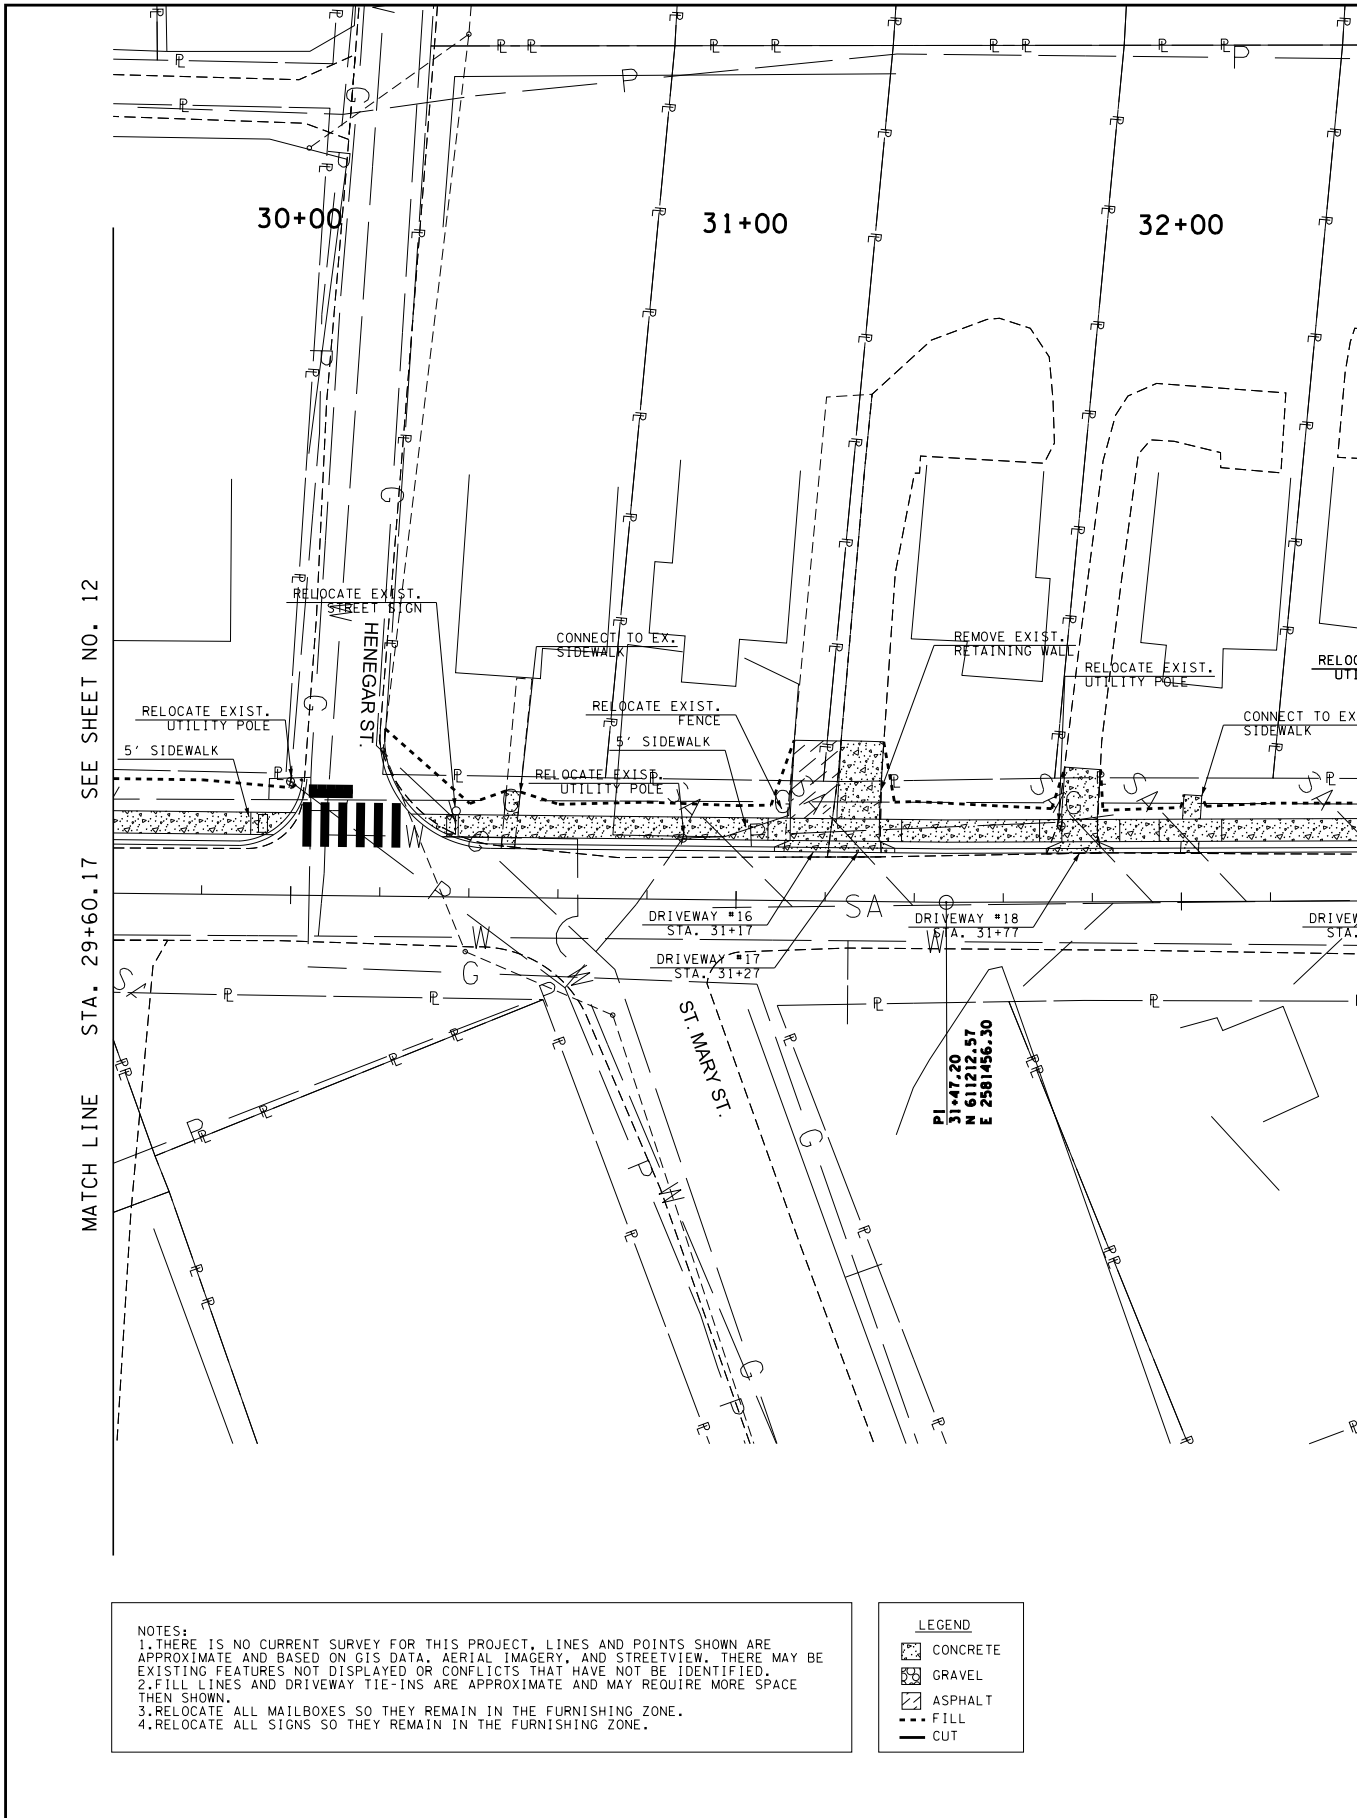 30+00
31+00
32+00
MATCH LINE STA. 29+60.17 SEE SHEET NO. 12
RELOCATE EXIST.
STREET SIGN
HENEGAR ST.
CONNECT TO EX.
SIDEWALK
REMOVE EXIST.
RETAINING WALL
RELOCATE EXIST.
UTILITY POLE
RELOC
UTI
RELOCATE EXIST.
UTILITY POLE
5' SIDEWALK
RELOCATE EXIST.
FENCE
5' SIDEWALK
CONNECT TO EX
SIDEWALK
RELOCATE EXIST.
UTILITY POLE
DRIVEWAY #16
STA. 31+17
DRIVEWAY #17
STA. 31+27
DRIVEWAY #18
STA. 31+77
DRIVEW
STA.
SA
ST. MARY ST.
PI
31+47.20
N 611212.57
E 2581456.30
NOTES:
1.THERE IS NO CURRENT SURVEY FOR THIS PROJECT. LINES AND POINTS SHOWN ARE
APPROXIMATE AND BASED ON GIS DATA. AERIAL IMAGERY, AND STREETVIEW. THERE MAY BE
EXISTING FEATURES NOT DISPLAYED OR CONFLICTS THAT HAVE NOT BE IDENTIFIED.
2.FILL LINES AND DRIVEWAY TIE-INS ARE APPROXIMATE AND MAY REQUIRE MORE SPACE
THEN SHOWN.
3.RELOCATE ALL MAILBOXES SO THEY REMAIN IN THE FURNISHING ZONE.
4.RELOCATE ALL SIGNS SO THEY REMAIN IN THE FURNISHING ZONE.
LEGEND
CONCRETE
GRAVEL
ASPHALT
FILL
CUT